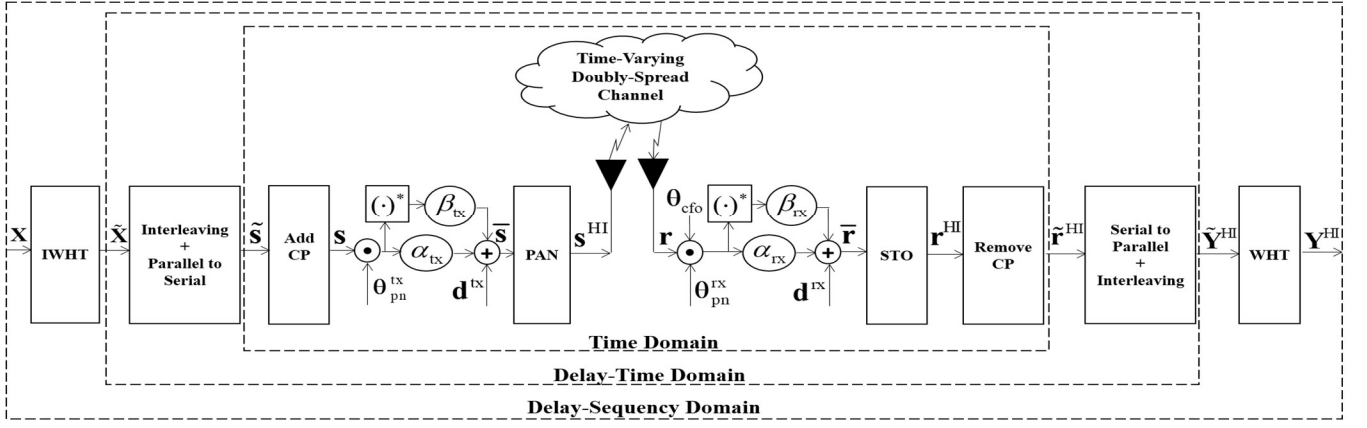 Time-Varying
Doubly-Spread
Channel
X
IWHT
X̃
Interleaving
+
Parallel to
Serial
s̃
Add
CP
s
θ_pn^tx
(·)*
β_tx
α_tx
d^tx
s̄
PAN
s^HI
r
θ_cfo
θ_pn^rx
(·)*
β_rx
α_rx
d^rx
r̄
STO
r^HI
Remove
CP
r̃^HI
Serial to
Parallel
+
Interleaving
Ỹ^HI
WHT
Y^HI
Time Domain
Delay-Time Domain
Delay-Sequency Domain